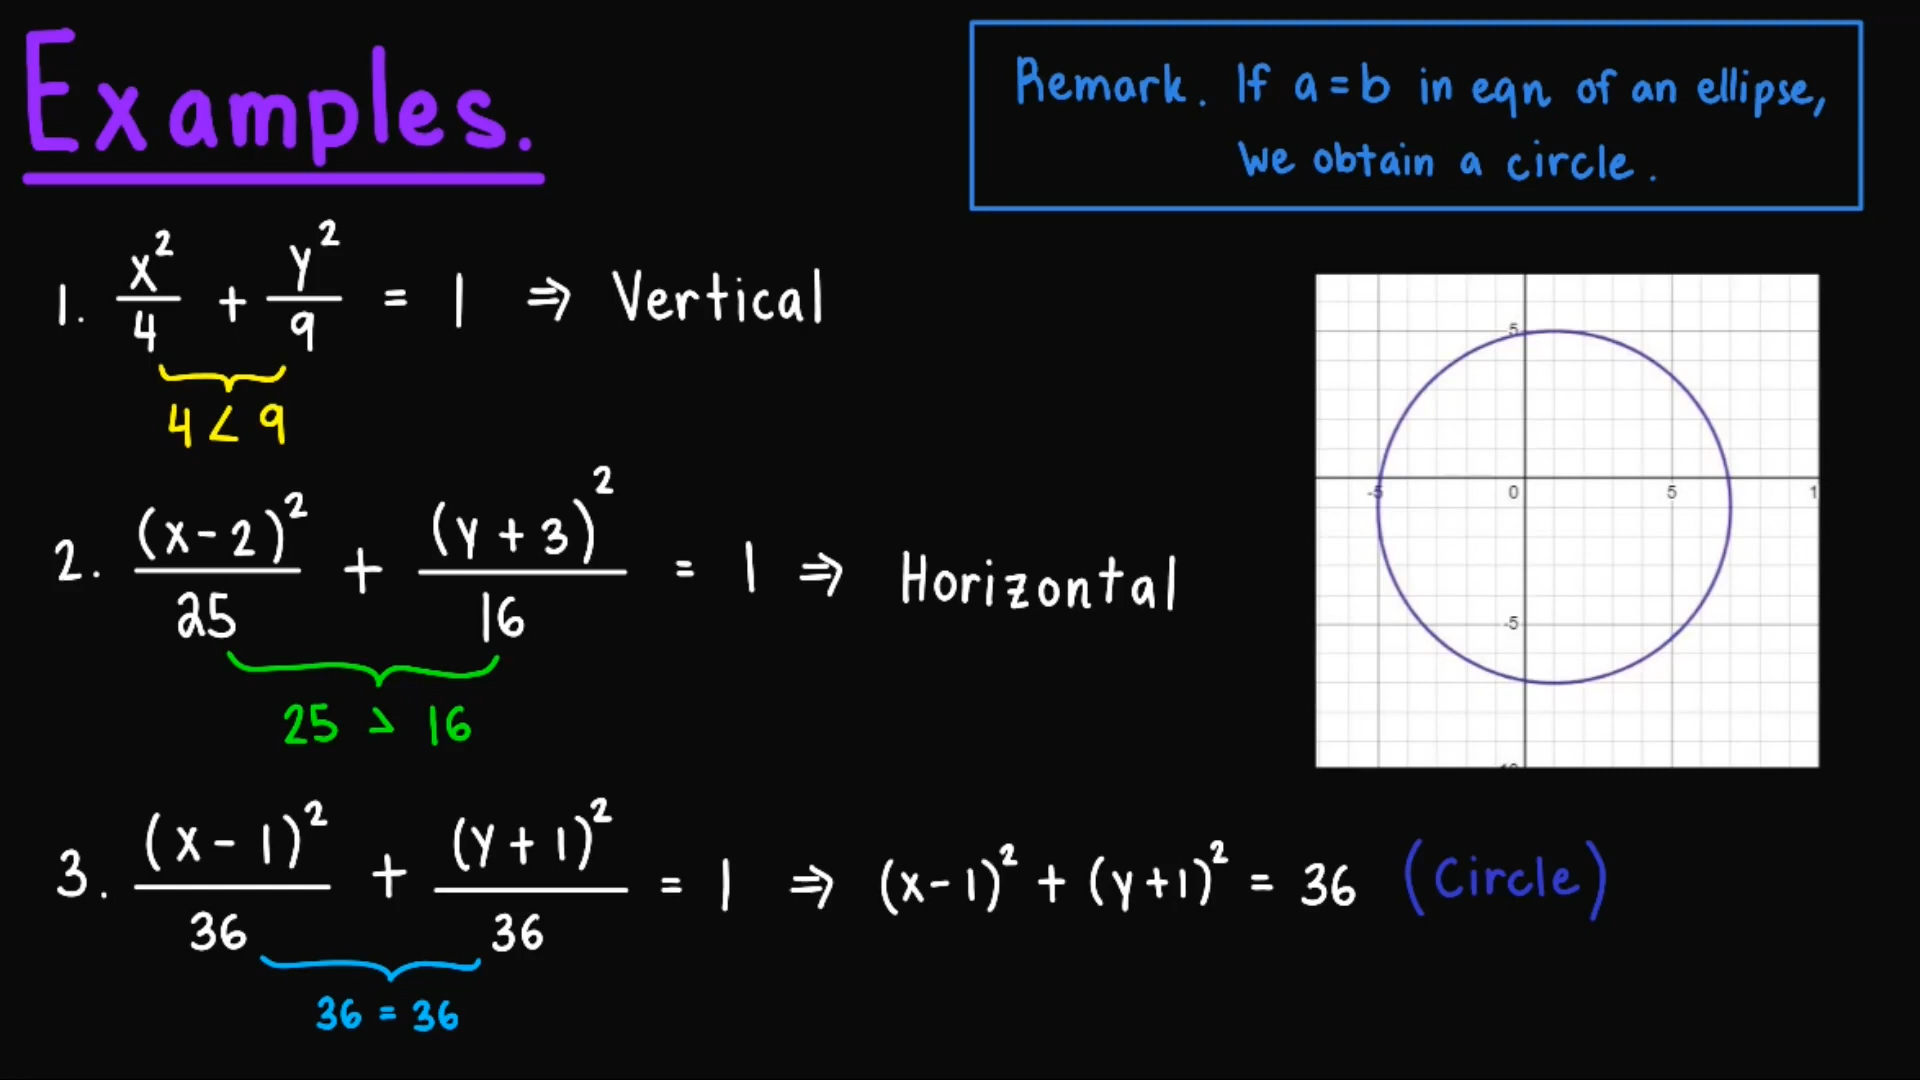 Examples.
Remark. If a = b in eqn of an ellipse,
we obtain a circle.
1. x²/4 + y²/9 = 1 ⇒ Vertical
4 < 9
2. (x-2)²/25 + (y+3)²/16 = 1 ⇒ Horizontal
25 > 16
3. (x-1)²/36 + (y+1)²/36 = 1 ⇒ (x-1)² + (y+1)² = 36 (Circle)
36 = 36
5
-5 0 5 1
-5